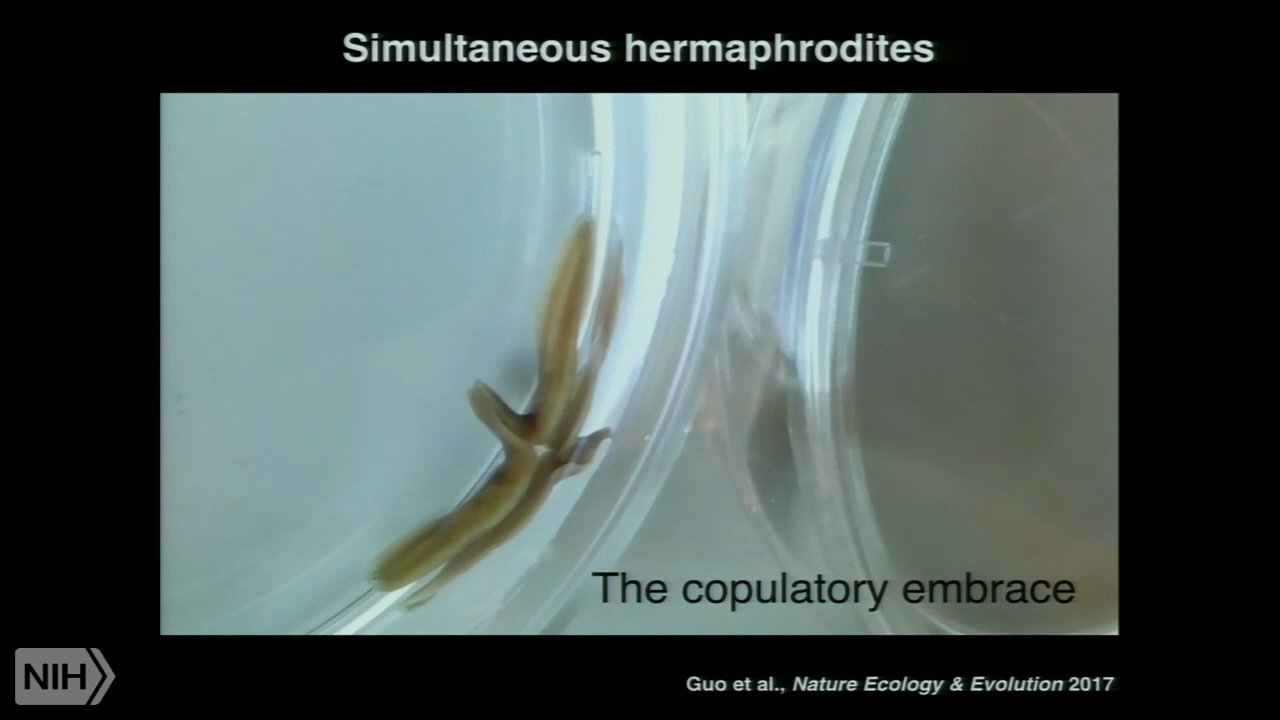 Simultaneous hermaphrodites
The copulatory embrace
NIH
Guo et al., Nature Ecology & Evolution 2017